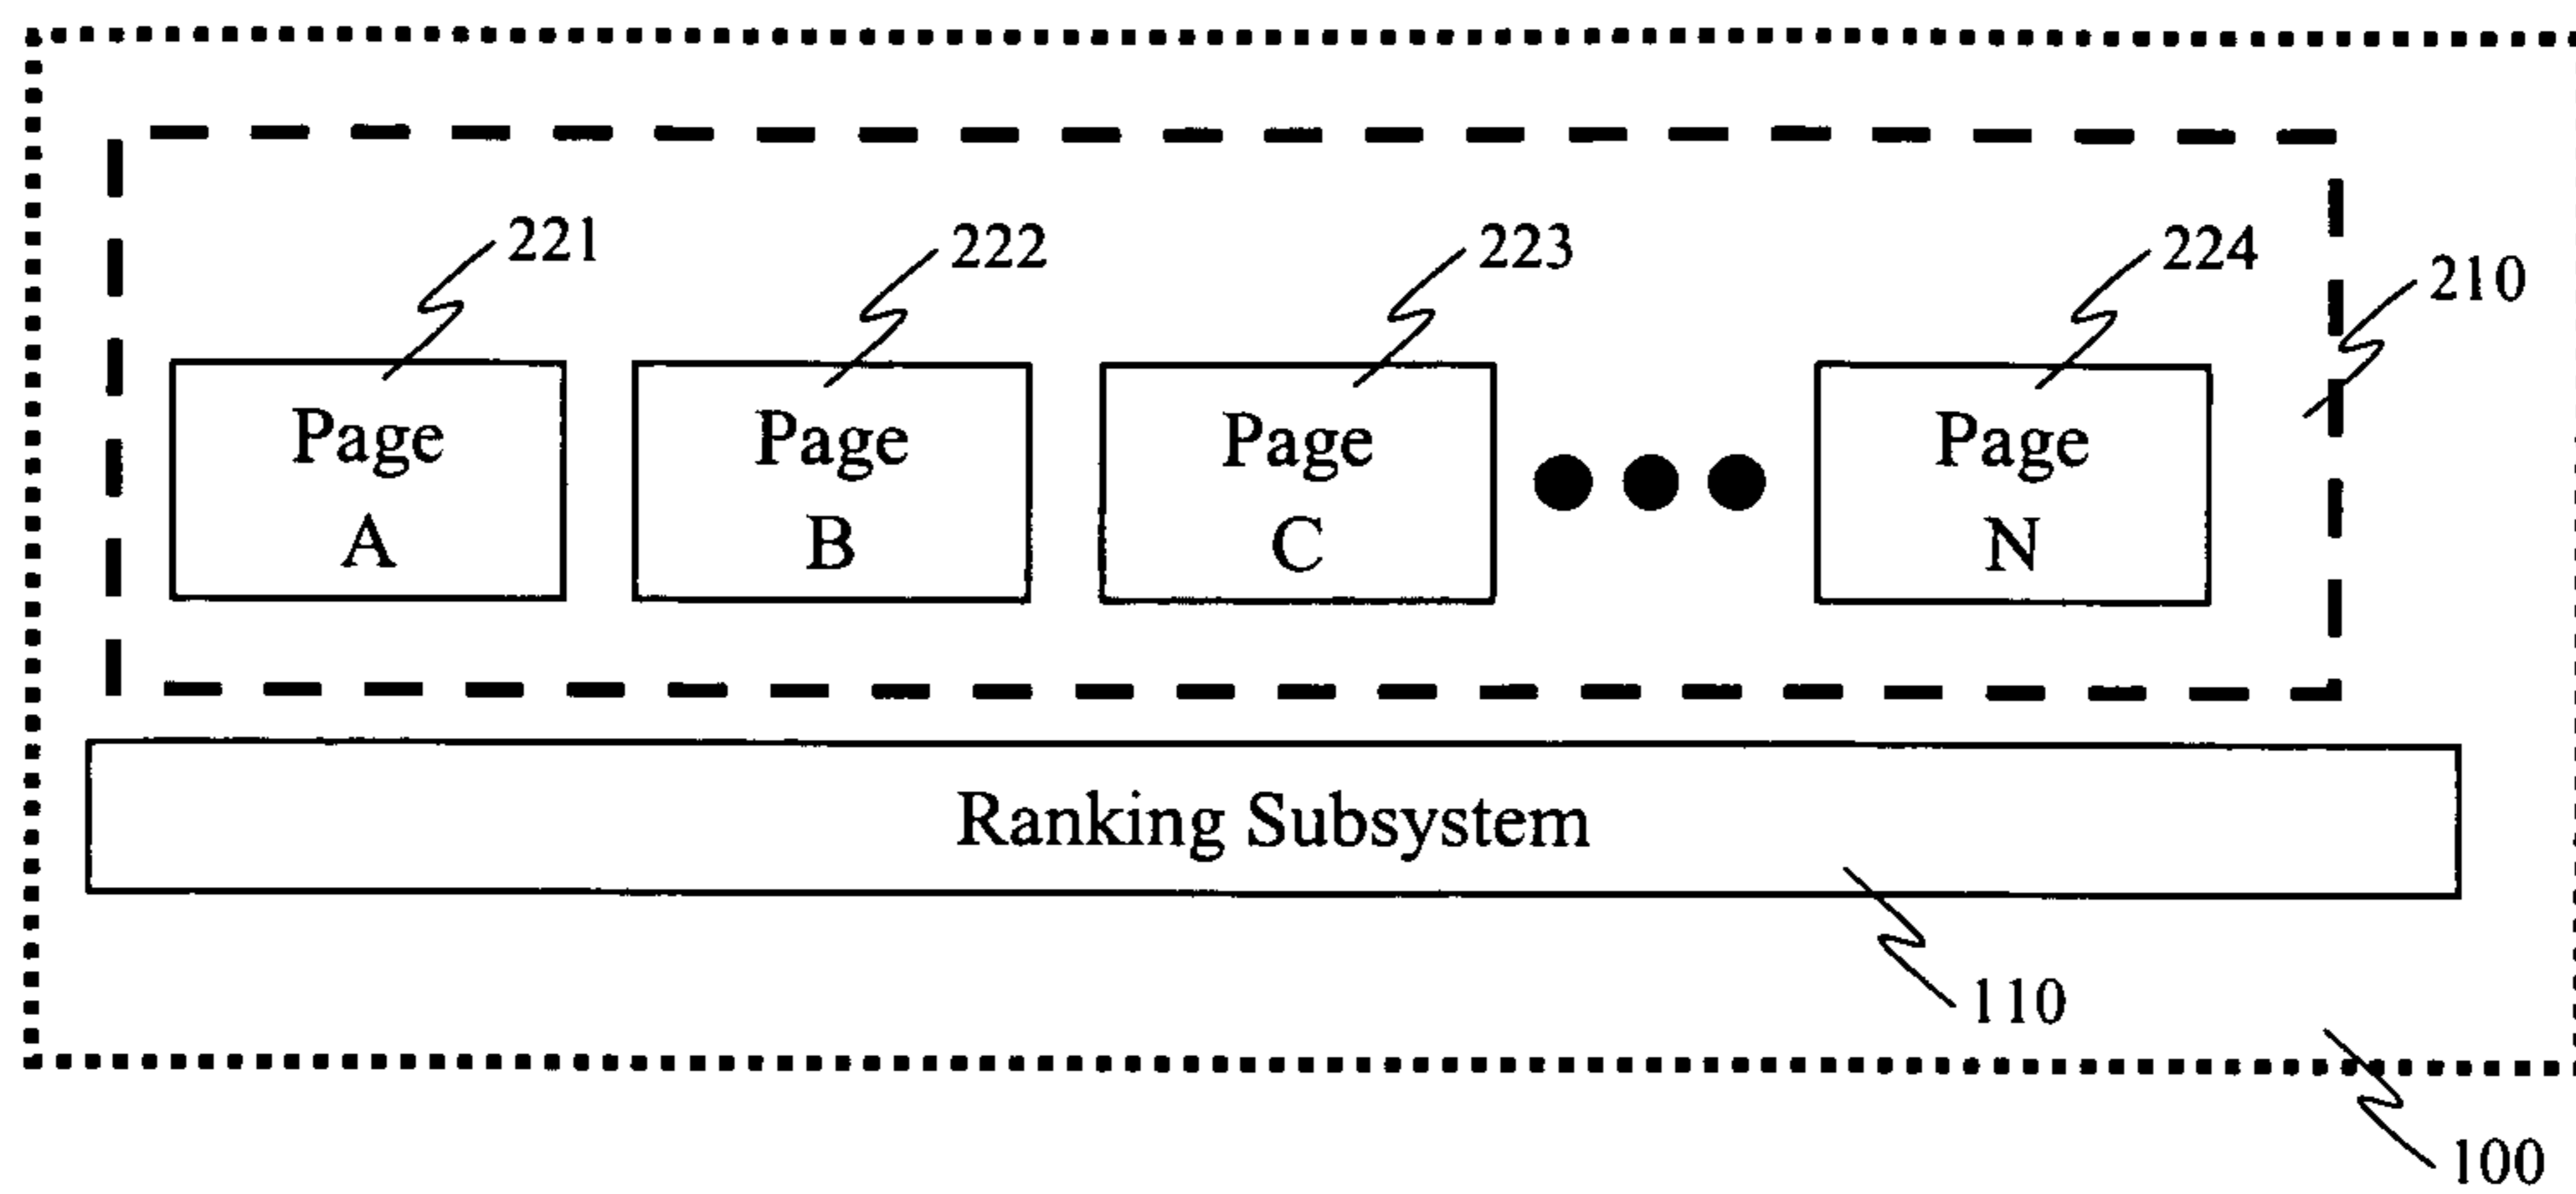 221
222
223
224
210
Page
A
Page
B
Page
C
Page
N
Ranking Subsystem
110
100